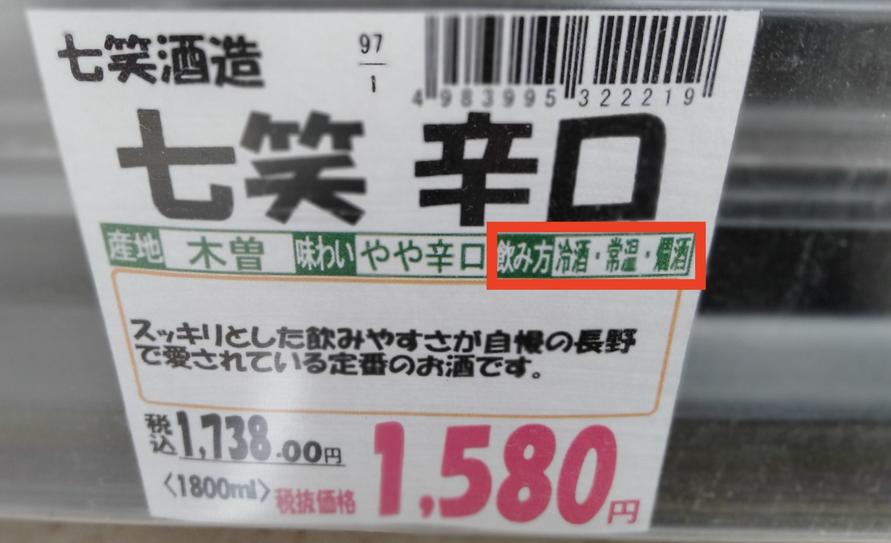 七笑酒造
97
1
4 983995 322219
七笑 辛口
産地 木曽 味わい やや辛口 飲み方 冷酒・常温・燗酒
スッキリとした飲みやすさが自慢の長野
で愛されている定番のお酒です。
税込1,738.00円
〈1800ml〉税抜価格 1,580円